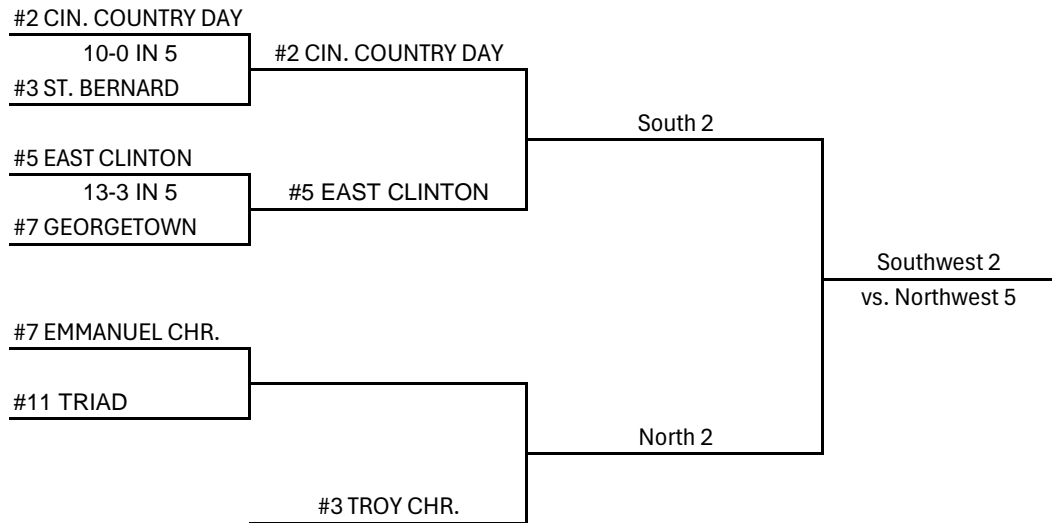 #2 CIN. COUNTRY DAY
10-0 IN 5
#2 CIN. COUNTRY DAY
#3 ST. BERNARD
South 2
#5 EAST CLINTON
13-3 IN 5
#5 EAST CLINTON
#7 GEORGETOWN
Southwest 2
vs. Northwest 5
#7 EMMANUEL CHR.
#11 TRIAD
North 2
#3 TROY CHR.